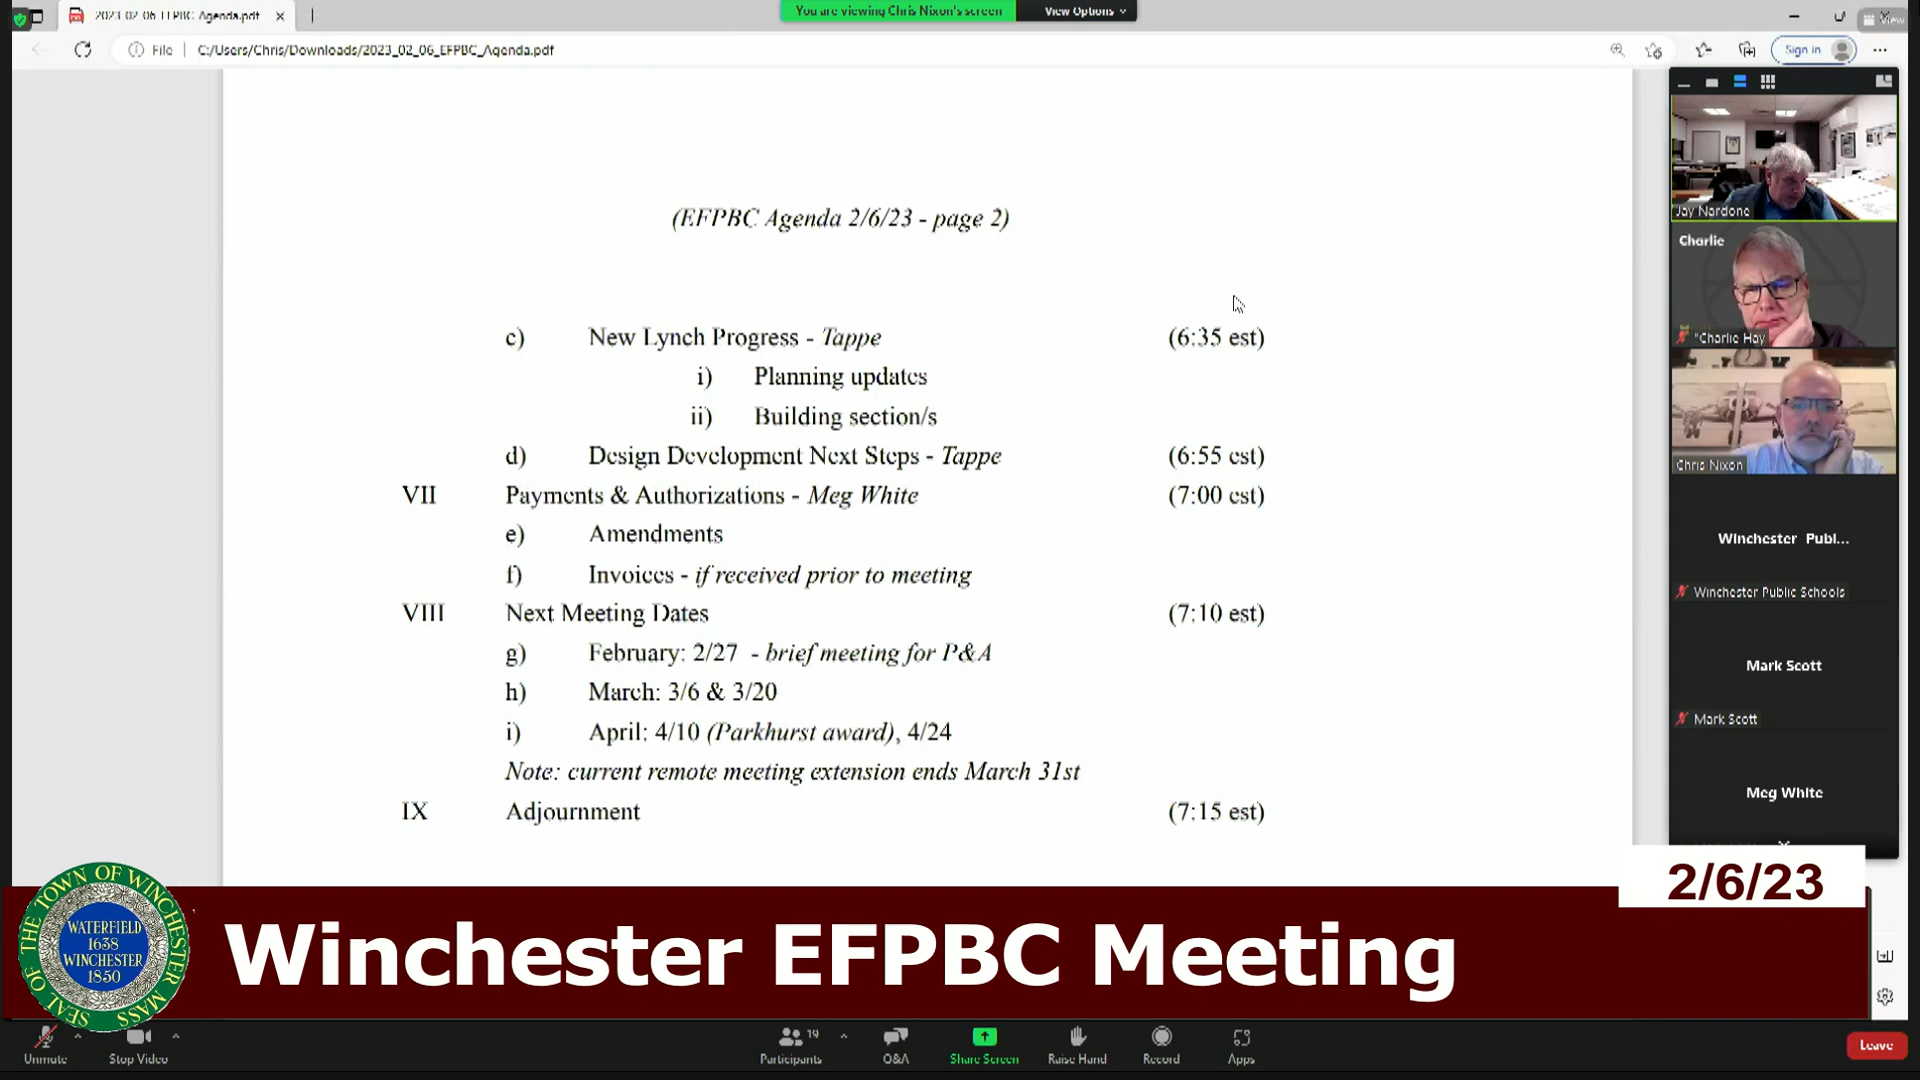 2023_02_06_EFPBC_Agenda.pdf
You are viewing Chris Nixon's screen
View Options
View
File
C:/Users/Chris/Downloads/2023_02_06_EFPBC_Agenda.pdf
Sign in
(EFPBC Agenda 2/6/23 - page 2)
c) New Lynch Progress - Tappe (6:35 est)
i) Planning updates
ii) Building section/s
d) Design Development Next Steps - Tappe (6:55 est)
VII Payments & Authorizations - Meg White (7:00 est)
e) Amendments
f) Invoices - if received prior to meeting
VIII Next Meeting Dates (7:10 est)
g) February: 2/27 - brief meeting for P&A
h) March: 3/6 & 3/20
i) April: 4/10 (Parkhurst award), 4/24
Note: current remote meeting extension ends March 31st
IX Adjournment (7:15 est)
Jay Nardone
Charlie
"Charlie Hay
Chris Nixon
Winchester Publ...
Winchester Public Schools
Mark Scott
Mark Scott
Meg White
2/6/23
THE TOWN OF WINCHESTER MASS
SEAL OF
WATERFIELD
1638
WINCHESTER
1850
Winchester EFPBC Meeting
Unmute
Stop Video
Participants
19
Q&A
Share Screen
Raise Hand
Record
Apps
Leave